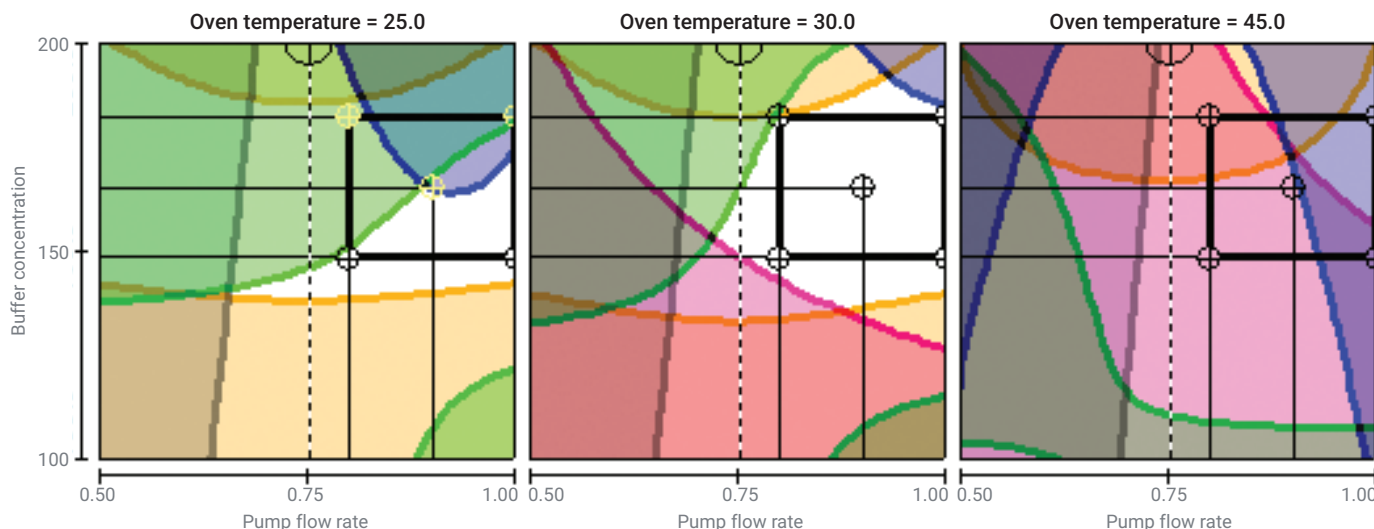 Oven temperature = 25.0
Oven temperature = 30.0
Oven temperature = 45.0
Buffer concentration
200
150
100
0.50 0.75 1.00
0.50 0.75 1.00
0.50 0.75 1.00
Pump flow rate
Pump flow rate
Pump flow rate